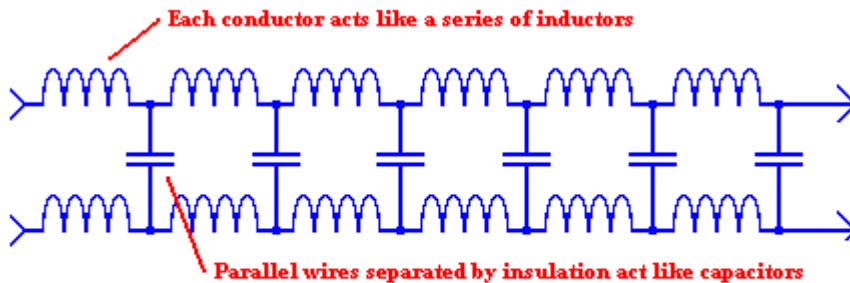 Each conductor acts like a series of inductors
Parallel wires separated by insulation act like capacitors